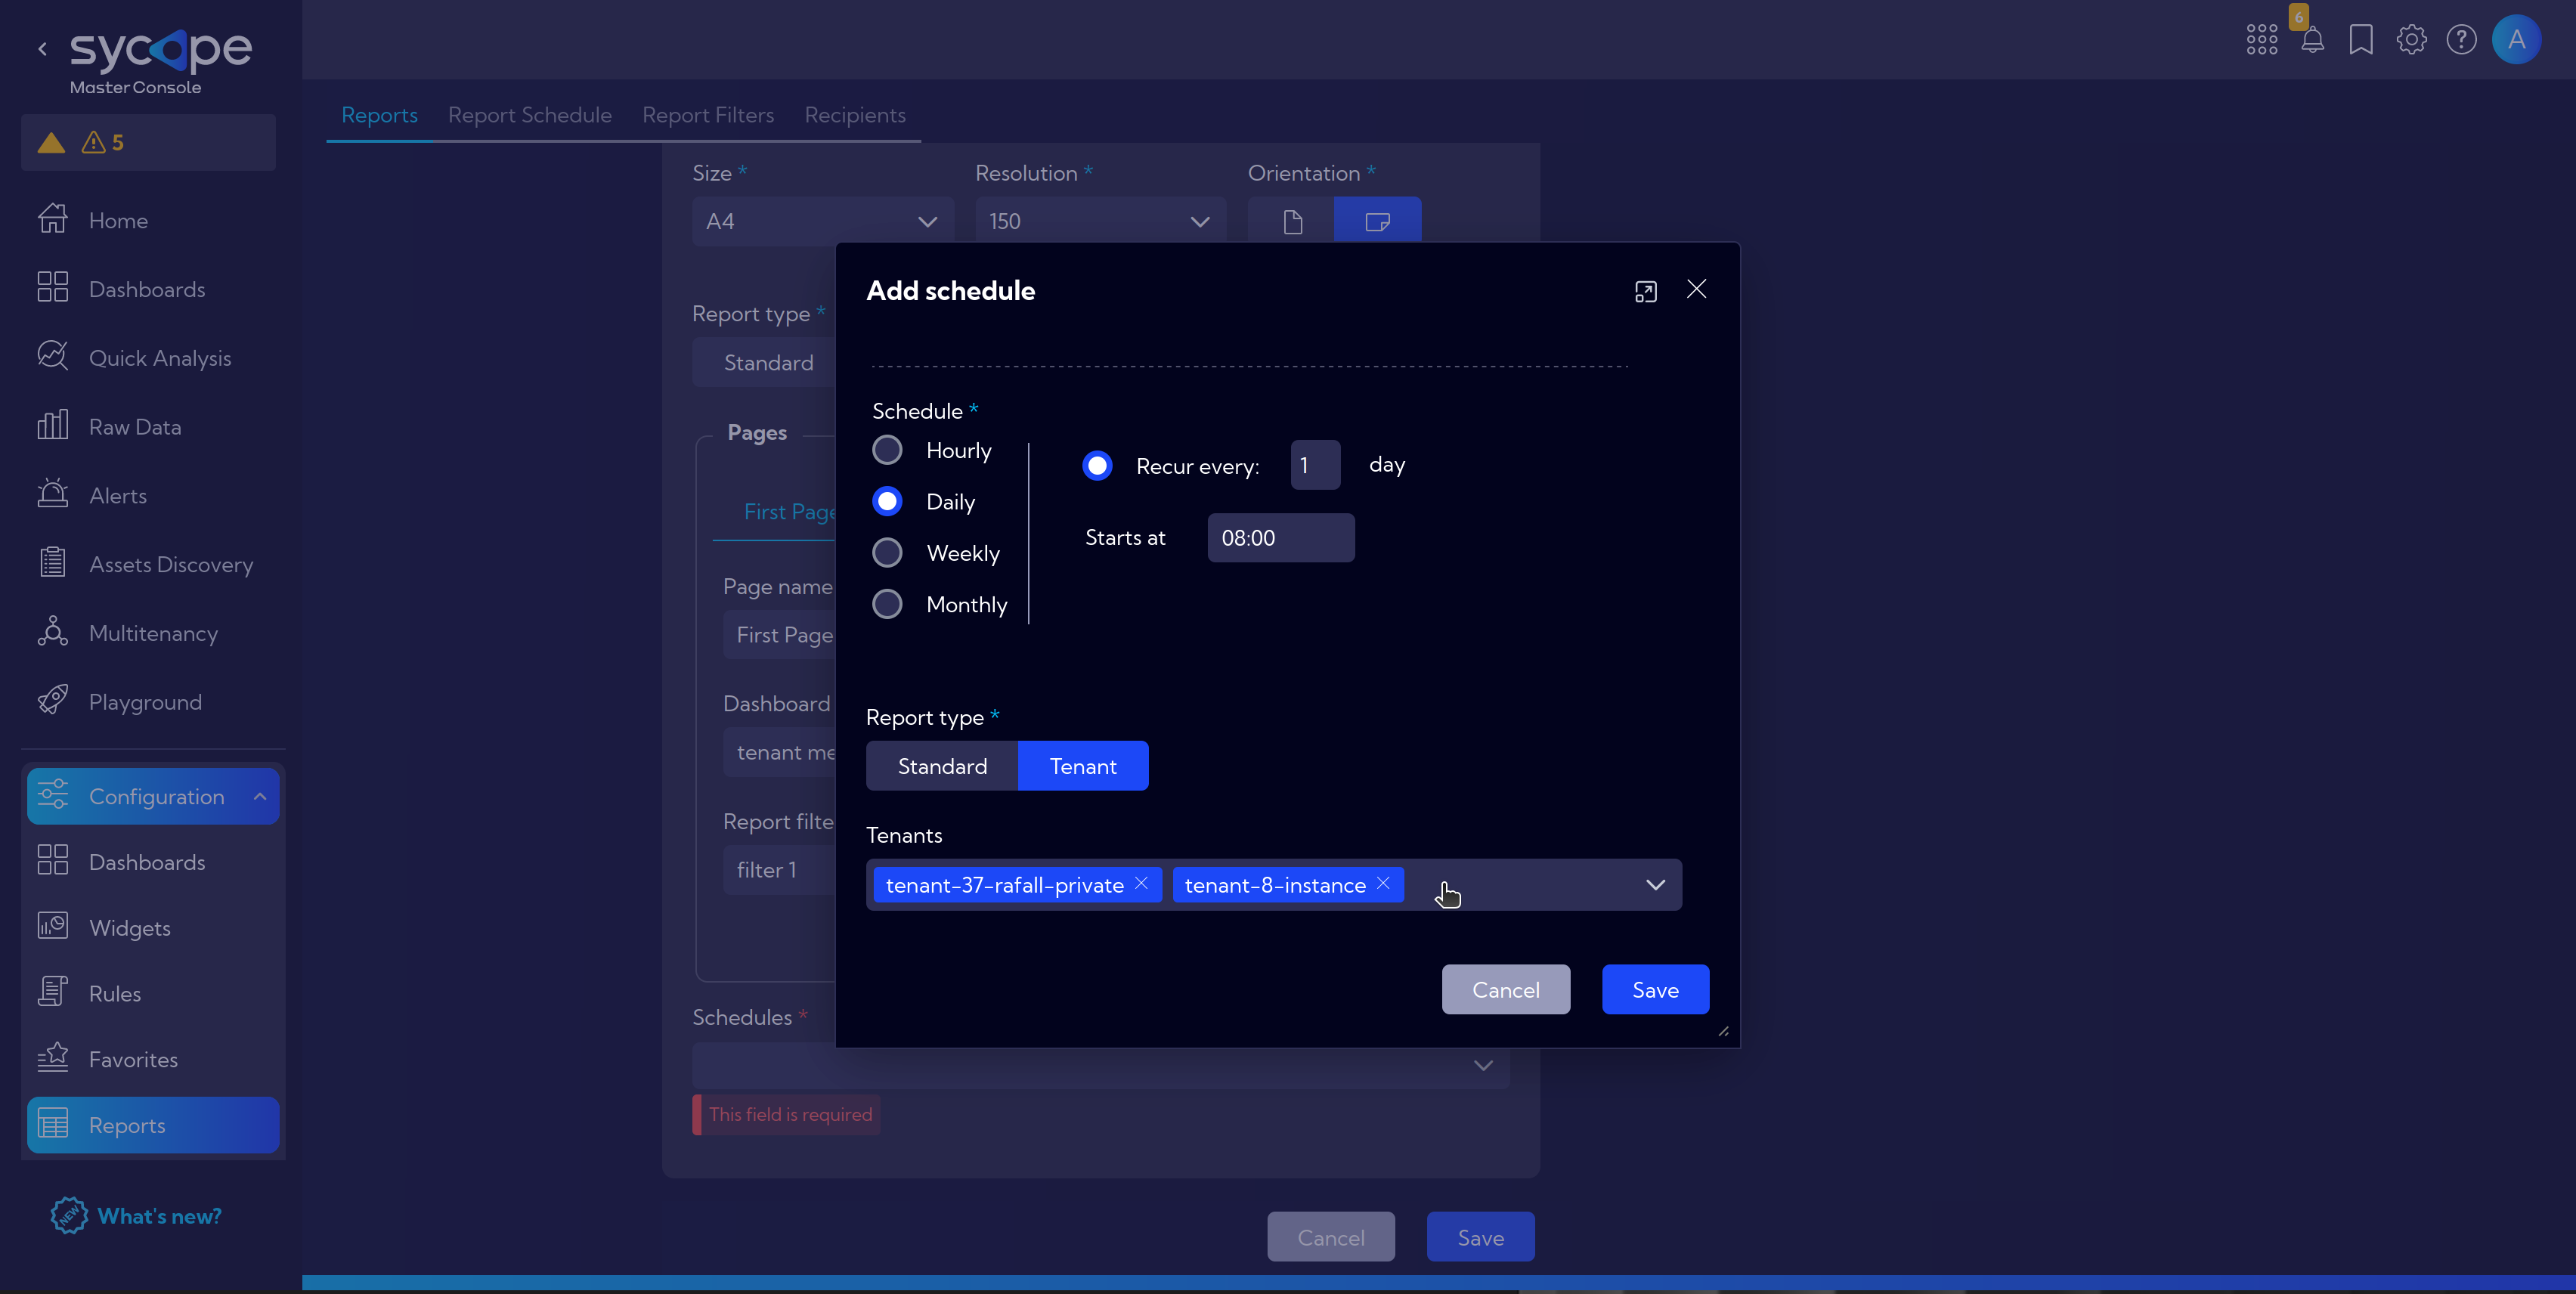 sycope
Master Console
5
Home
Dashboards
Quick Analysis
Raw Data
Alerts
Assets Discovery
Multitenancy
Playground
Configuration
Dashboards
Widgets
Rules
Favorites
Reports
NEW What's new?
6
?
A
Reports Report Schedule Report Filters Recipients
Size * Resolution * Orientation *
A4 150
Report type *
Standard
Pages
First Page
Page name
First Page
Dashboard
tenant me
Report filte
filter 1
Schedules *
This field is required
Cancel Save
Add schedule
Schedule *
Hourly
Daily
Weekly
Monthly
Recur every: 1 day
Starts at 08:00
Report type *
Standard Tenant
Tenants
tenant-37-rafall-private tenant-8-instance
Cancel Save